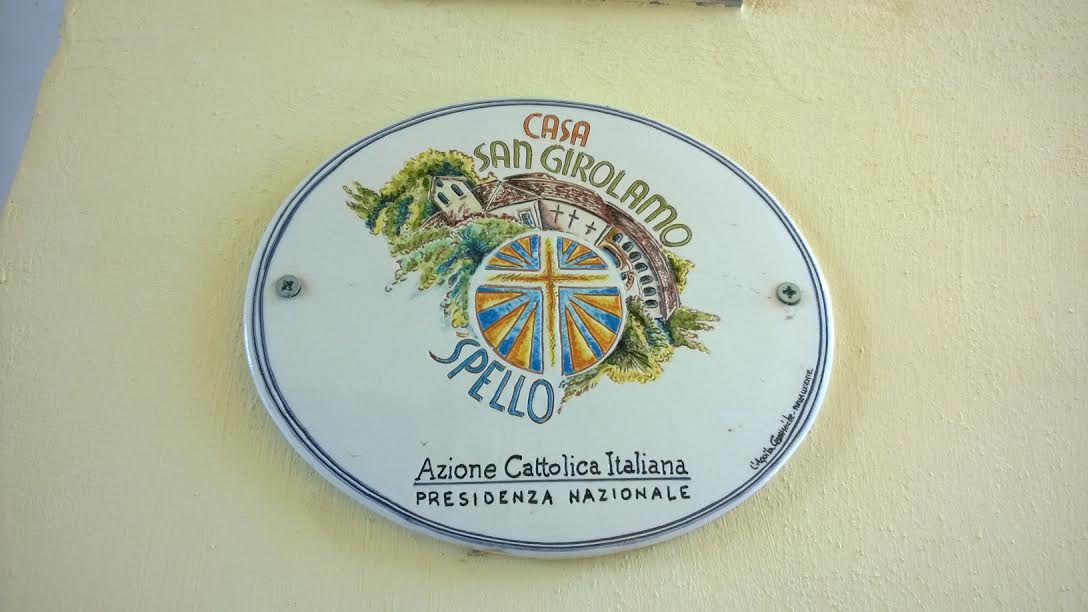 CASA
SAN GIROLAMO
"SPELLO"
Azione Cattolica Italiana
PRESIDENZA NAZIONALE